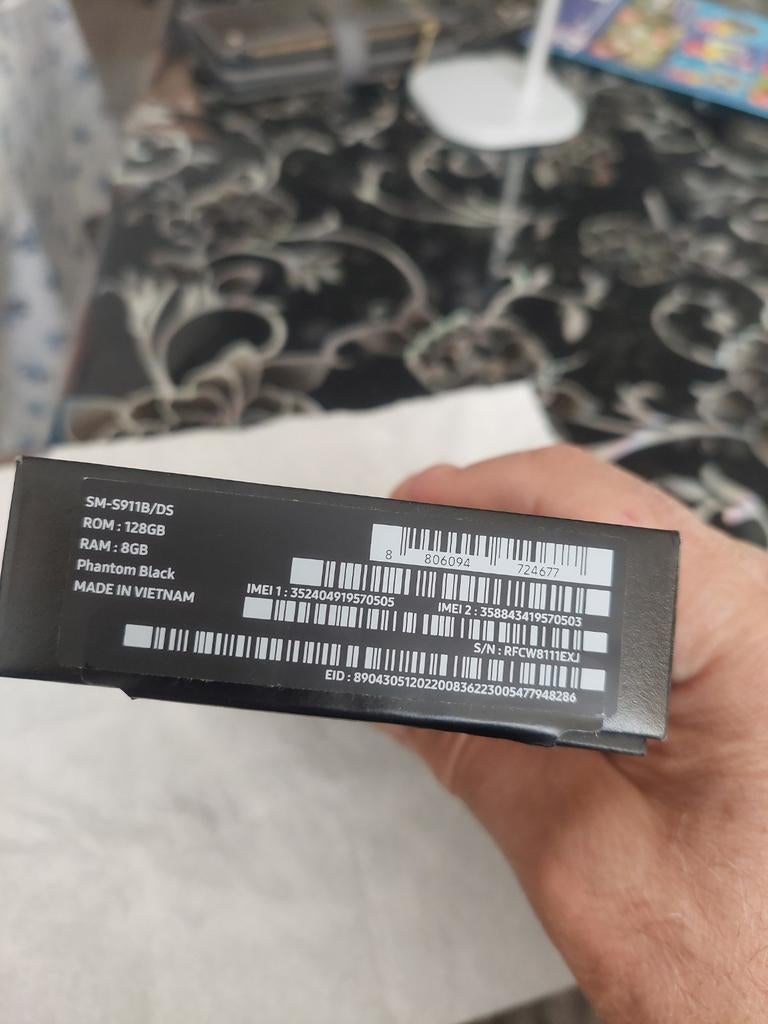 SM-S911B/DS
ROM : 128GB
RAM : 8GB
Phantom Black
MADE IN VIETNAM
8 806094 724677
IMEI 1 : 352404919570505 IMEI 2 : 358843419570503
S/N : RFCW8111EXJ
EID : 89043051202200836223005477948286